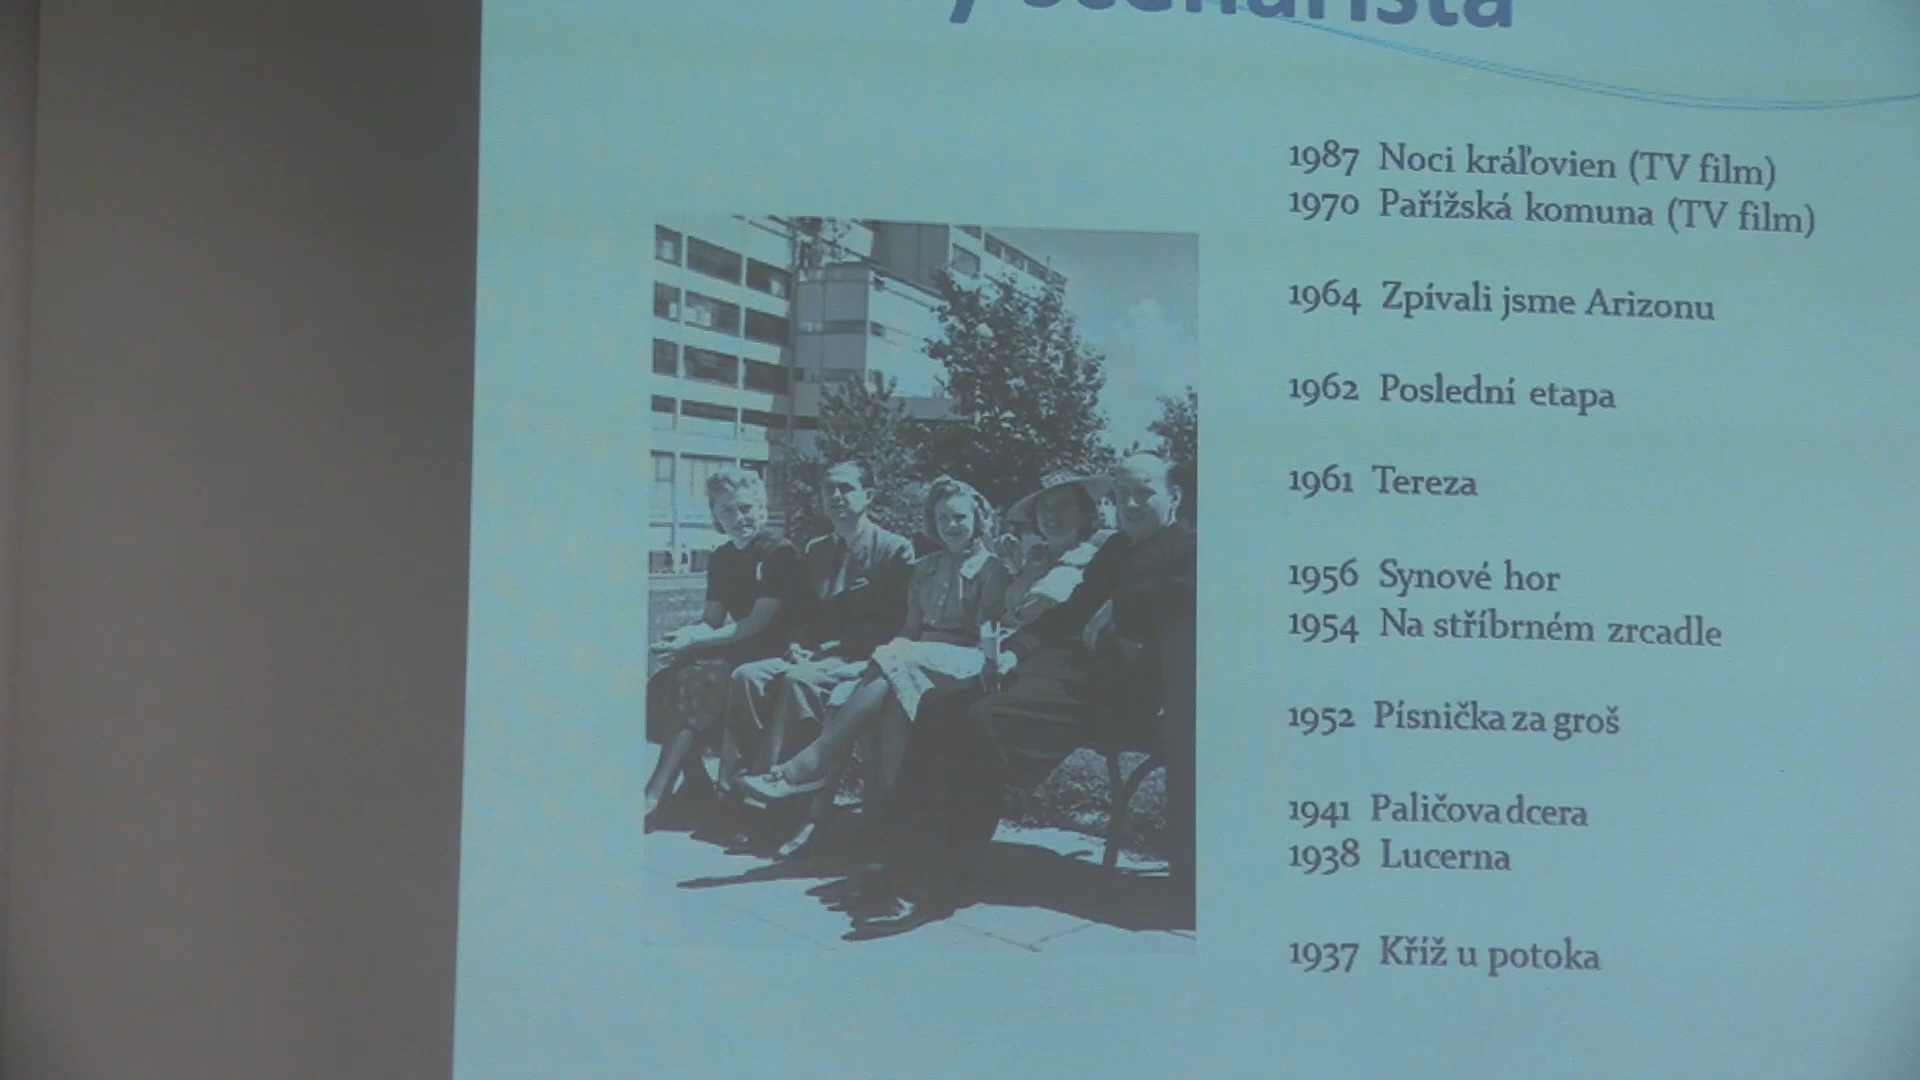 scenárista
1987 Noci kráľovien (TV film)
1970 Pařížská komuna (TV film)
1964 Zpívali jsme Arizonu
1962 Poslední etapa
1961 Tereza
1956 Synové hor
1954 Na stříbrném zrcadle
1952 Písnička za groš
1941 Paličova dcera
1938 Lucerna
1937 Kříž u potoka